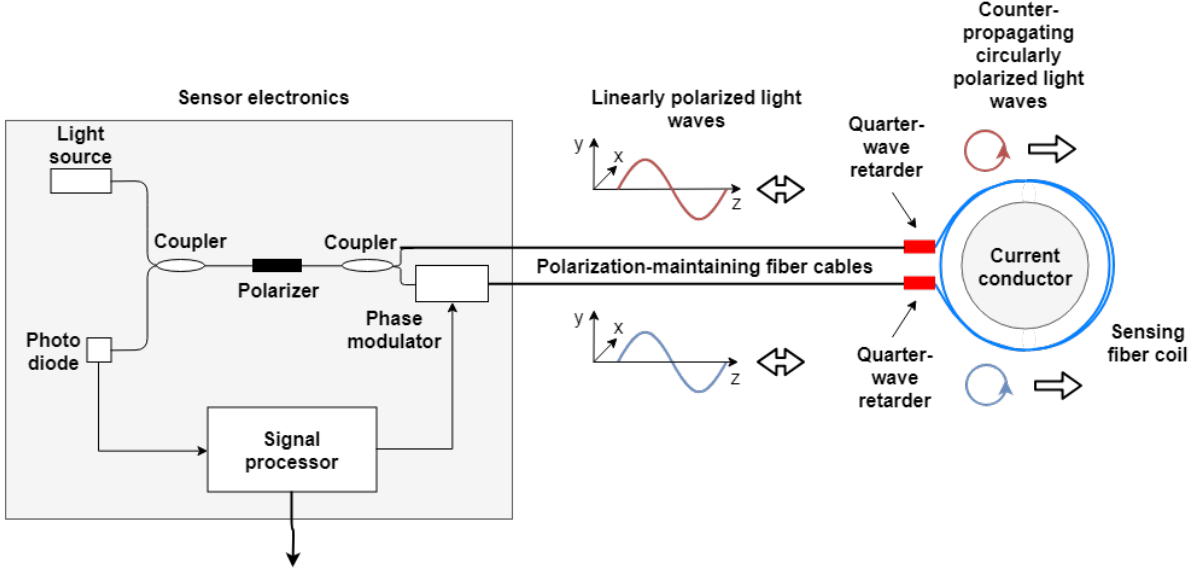 Counter-
propagating
circularly
polarized light
waves
Sensor electronics
Linearly polarized light
waves
Quarter-
wave
retarder
Light
source
y
x
z
Coupler
Coupler
Polarizer
Polarization-maintaining fiber cables
Current
conductor
Phase
modulator
Photo
diode
y
x
z
Quarter-
wave
retarder
Sensing
fiber coil
Signal
processor